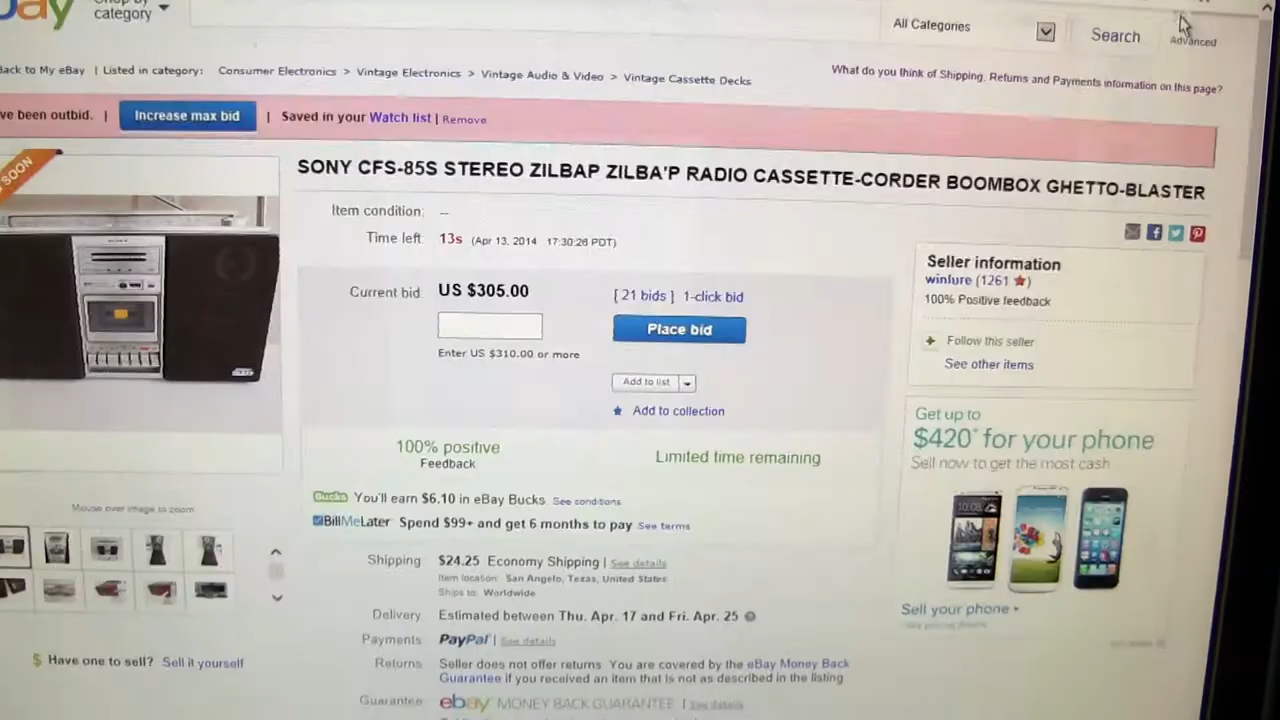 bay
Shop by
category
All Categories
Search
Advanced
Back to My eBay | Listed in category: Consumer Electronics > Vintage Electronics > Vintage Audio & Video > Vintage Cassette Decks
What do you think of Shipping, Returns and Payments information on this page?
ve been outbid. | Increase max bid | Saved in your Watch list | Remove
SOON
SONY CFS-85S STEREO ZILBAP ZILBA'P RADIO CASSETTE-CORDER BOOMBOX GHETTO-BLASTER
Item condition: --
Time left: 13s (Apr 13, 2014 17:30:26 PDT)
Current bid: US $305.00 [ 21 bids ] 1-click bid
Place bid
Enter US $310.00 or more
Add to list
Add to collection
100% positive
Feedback
Limited time remaining
Bucks You'll earn $6.10 in eBay Bucks. See conditions
BillMeLater Spend $99+ and get 6 months to pay See terms
Shipping: $24.25 Economy Shipping | See details
Item location: San Angelo, Texas, United States
Ships to: Worldwide
Delivery: Estimated between Thu. Apr. 17 and Fri. Apr. 25
Payments: PayPal | See details
Returns: Seller does not offer returns. You are covered by the eBay Money Back
Guarantee if you received an item that is not as described in the listing
Guarantee: ebay MONEY BACK GUARANTEE | See details
Seller information
winlure (1261)
100% Positive feedback
+ Follow this seller
See other items
Get up to
$420* for your phone
Sell now to get the most cash
10:08
Sell your phone
Mouse over image to zoom
$ Have one to sell? Sell it yourself